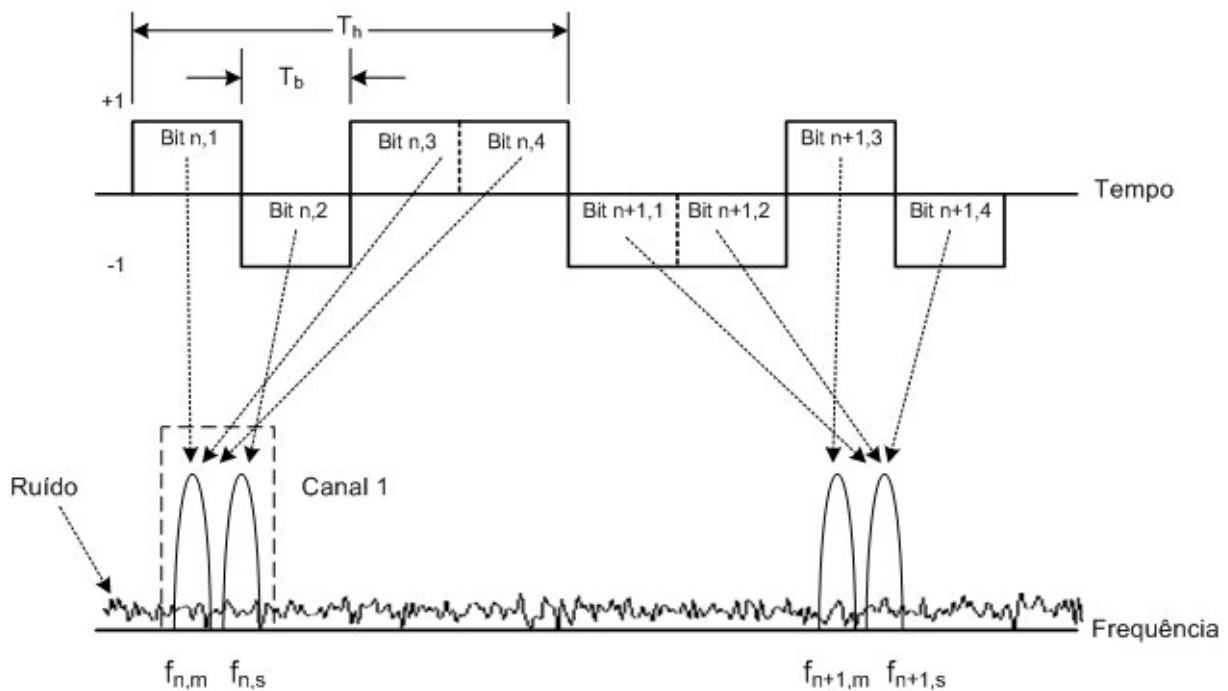 T_h
T_b
+1
Bit n,1
Bit n,3
Bit n,4
Bit n+1,3
Tempo
Bit n,2
Bit n+1,1
Bit n+1,2
Bit n+1,4
-1
Ruído
Canal 1
Frequência
f_n,m
f_n,s
f_n+1,m
f_n+1,s